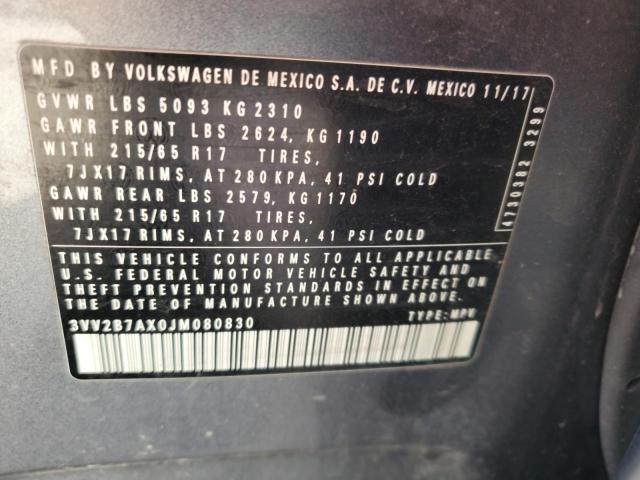 MFD BY VOLKSWAGEN DE MEXICO S.A. DE C.V. MEXICO 11/17
GVWR LBS 5093 KG 2310
GAWR FRONT LBS 2624, KG 1190
WITH 215/65 R17 TIRES,
7JX17 RIMS, AT 280 KPA, 41 PSI COLD
GAWR REAR LBS 2579, KG 1170
WITH 215/65 R17 TIRES,
7JX17 RIMS, AT 280 KPA, 41 PSI COLD
4730382 3299
THIS VEHICLE CONFORMS TO ALL APPLICABLE
U.S. FEDERAL MOTOR VEHICLE SAFETY AND
THEFT PREVENTION STANDARDS IN EFFECT ON
THE DATE OF MANUFACTURE SHOWN ABOVE.
3VV2B7AX0JM080830 TYPE: MPV